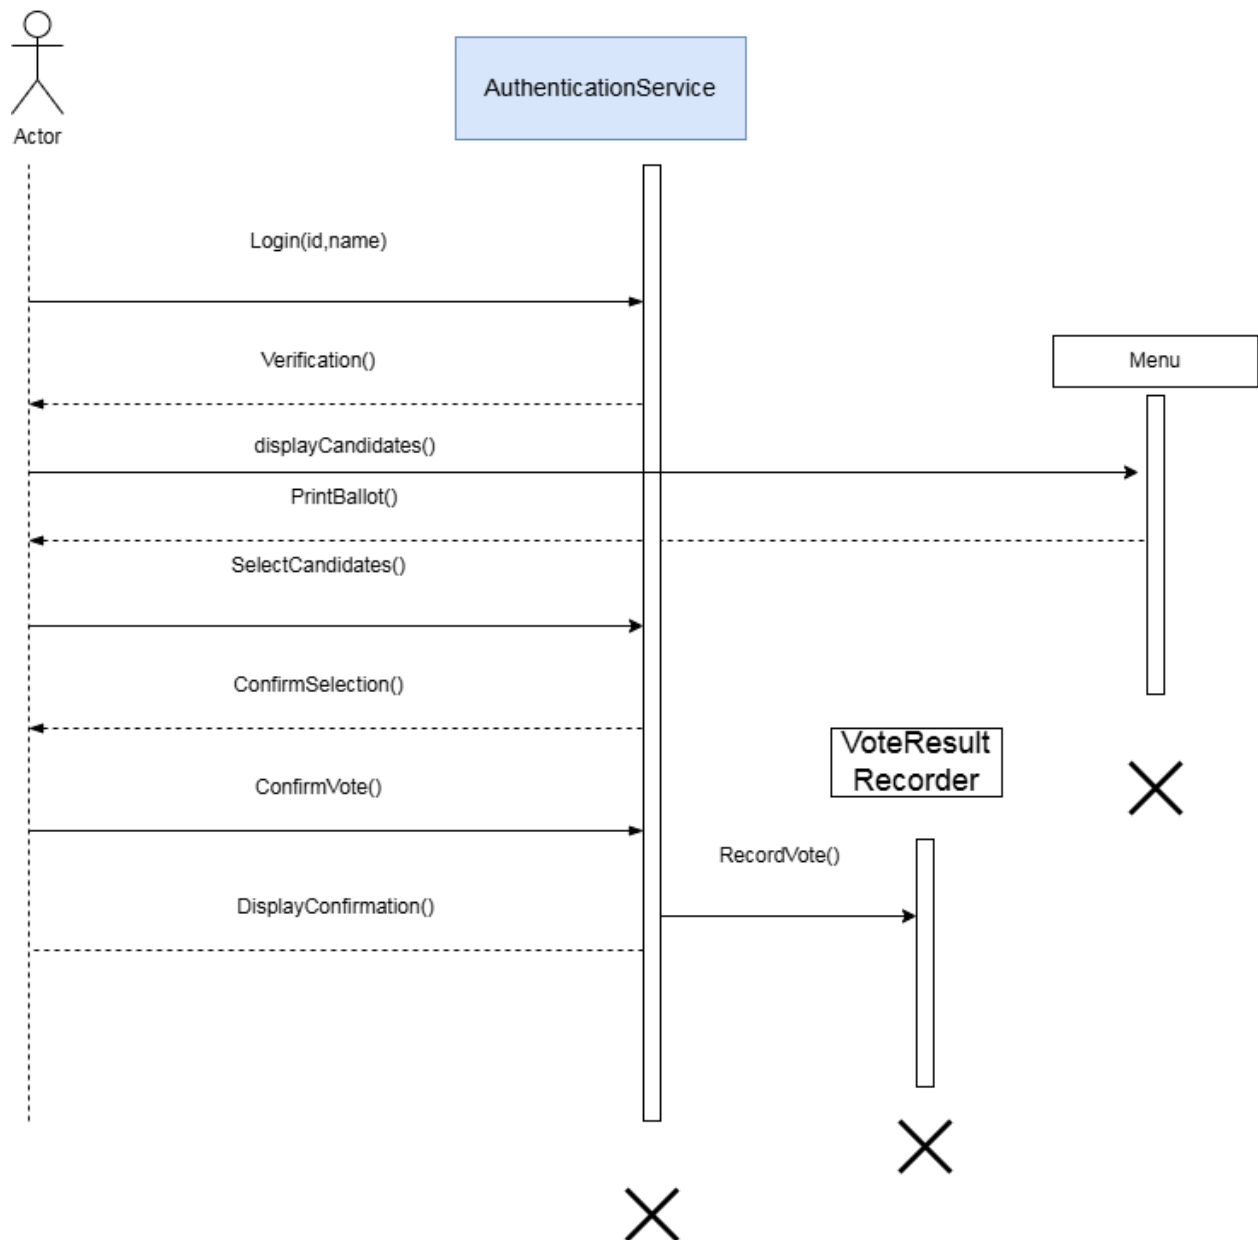 Actor
AuthenticationService
Login(id,name)
Verification()
Menu
displayCandidates()
PrintBallot()
SelectCandidates()
ConfirmSelection()
VoteResult
Recorder
ConfirmVote()
RecordVote()
DisplayConfirmation()